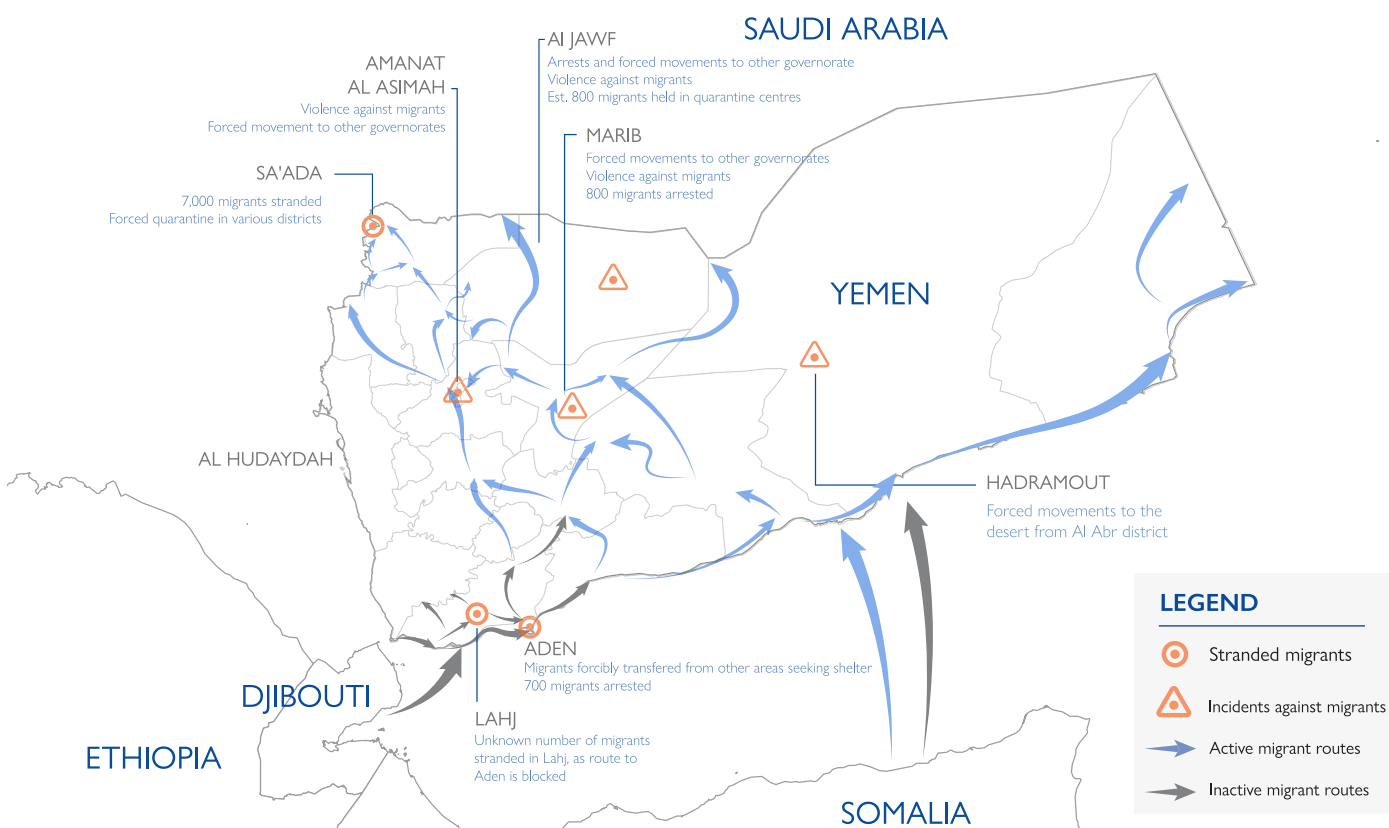 SAUDI ARABIA
AI JAWF
Arrests and forced movements to other governorate
Violence against migrants
Est. 800 migrants held in quarantine centres
AMANAT
AL ASIMAH
Violence against migrants
Forced movement to other governorates
MARIB
Forced movements to other governorates
Violence against migrants
800 migrants arrested
SA'ADA
7,000 migrants stranded
Forced quarantine in various districts
YEMEN
AL HUDAYDAH
HADRAMOUT
Forced movements to the
desert from Al Abr district
ADEN
Migrants forcibly transfered from other areas seeking shelter
700 migrants arrested
LAHJ
Unknown number of migrants
stranded in Lahj, as route to
Aden is blocked
DJIBOUTI
ETHIOPIA
SOMALIA
LEGEND
Stranded migrants
Incidents against migrants
Active migrant routes
Inactive migrant routes